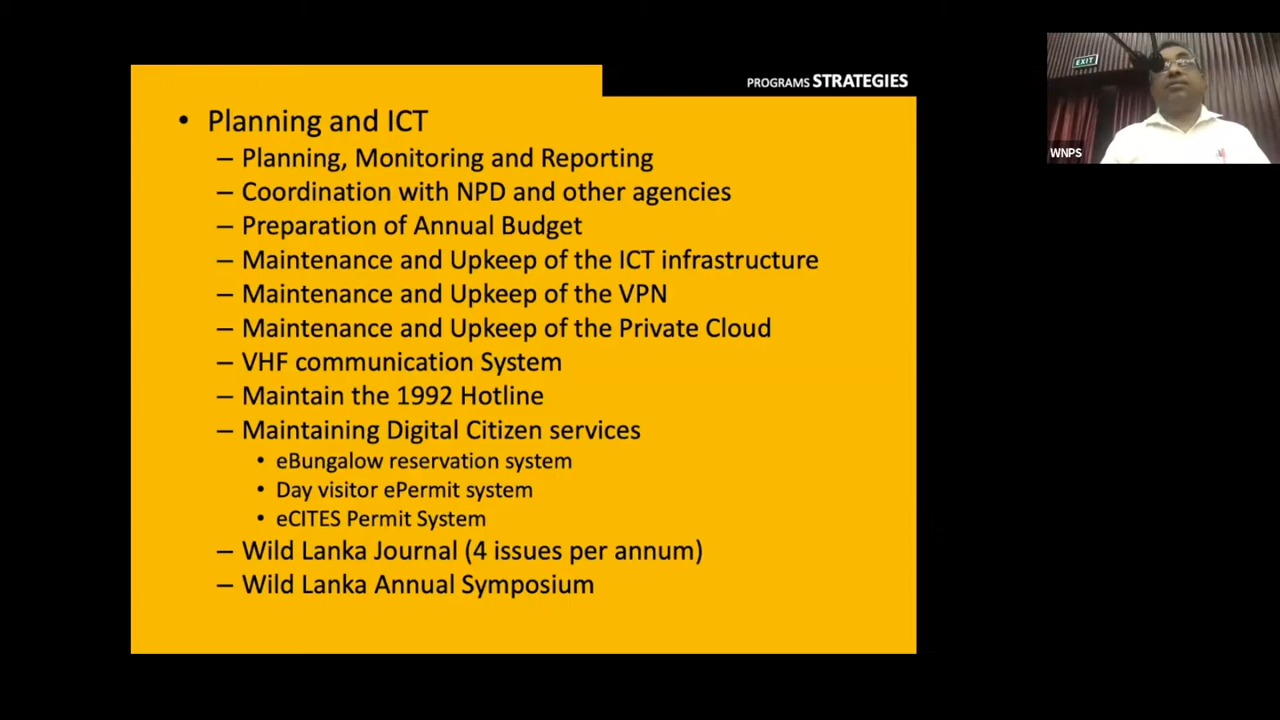 PROGRAMS STRATEGIES
• Planning and ICT
– Planning, Monitoring and Reporting
– Coordination with NPD and other agencies
– Preparation of Annual Budget
– Maintenance and Upkeep of the ICT infrastructure
– Maintenance and Upkeep of the VPN
– Maintenance and Upkeep of the Private Cloud
– VHF communication System
– Maintain the 1992 Hotline
– Maintaining Digital Citizen services
• eBungalow reservation system
• Day visitor ePermit system
• eCITES Permit System
– Wild Lanka Journal (4 issues per annum)
– Wild Lanka Annual Symposium
EXIT
WNPS